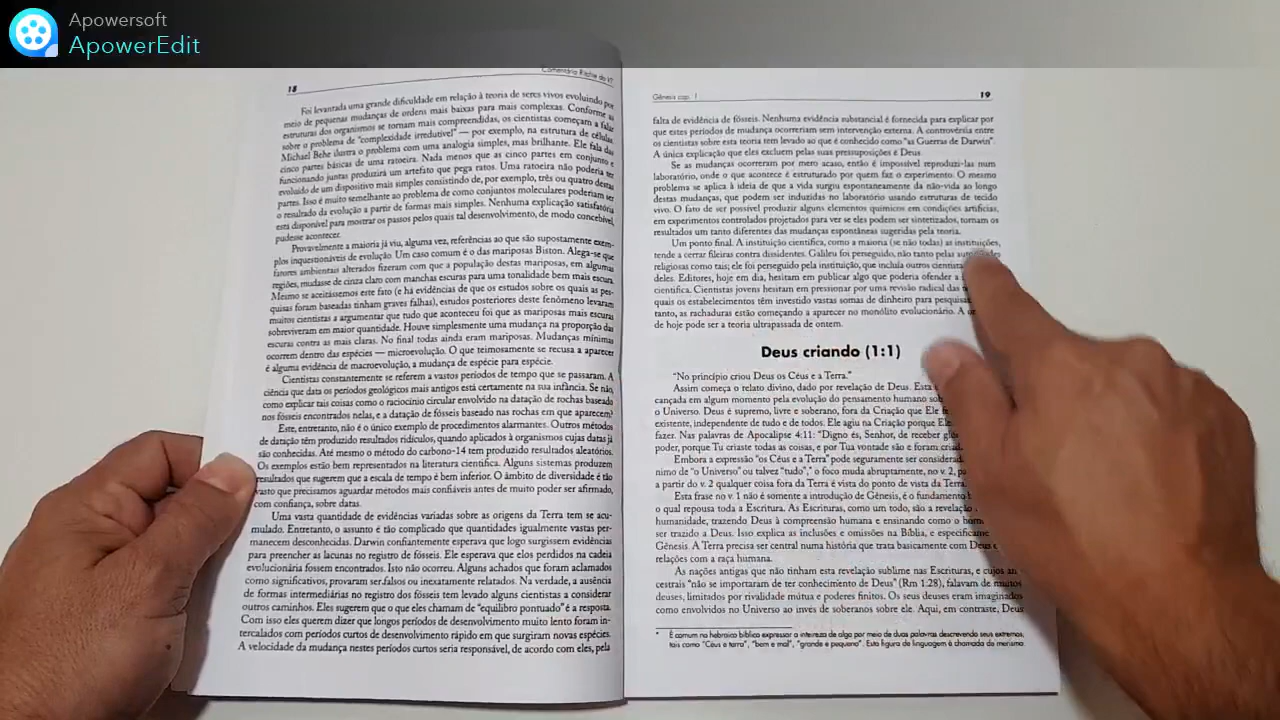 Apowersoft
ApowerEdit
18
Comentário Ritchie do VT
Foi levantada uma grande dificuldade em relação à teoria de seres vivos evoluindo por
meio de pequenas mudanças de ordens mais baixas para mais complexas. Conforme as
estruturas dos organismos se tornam mais compreendidas, os cientistas começam a falar
sobre o problema de "complexidade irredutível" — por exemplo, na estrutura de células.
Michael Behe ilustra o problema com uma analogia simples, mas brilhante. Ele fala das
cinco partes básicas de uma ratoeira. Nada menos que as cinco partes em conjunto e
funcionando juntas produzirá um artefato que pega ratos. Uma ratoeira não poderia ter
evoluído de um dispositivo mais simples consistindo de, por exemplo, três ou quatro destas
partes. Isso é muito semelhante ao problema de como conjuntos moleculares poderiam ser
o resultado da evolução a partir de formas mais simples. Nenhuma explicação satisfatória
está disponível para mostrar os passos pelos quais tal desenvolvimento, de modo concebível,
pudesse acontecer.
Provavelmente a maioria já viu, alguma vez, referências ao que são supostamente exem-
plos inquestionáveis de evolução. Um caso comum é o das mariposas Biston. Alega-se que
fatores ambientais alterados fizeram com que a população destas mariposas, em algumas
regiões, mudasse de cinza claro com manchas escuras para uma tonalidade bem mais escura.
Mesmo se aceitássemos este fato (e há evidências de que os estudos sobre os quais as pes-
quisas foram baseadas tinham graves falhas), estudos posteriores deste fenômeno levaram
muitos cientistas a argumentar que tudo que aconteceu foi que as mariposas mais escuras
sobreviveram em maior quantidade. Houve simplesmente uma mudança na proporção das
escuras contra as mais claras. No final todas ainda eram mariposas. Mudanças mínimas
ocorrem dentro das espécies — microevolução. O que teimosamente se recusa a aparecer
é alguma evidência de macroevolução, a mudança de espécie para espécie.
Cientistas constantemente se referem a vastos períodos de tempo que se passaram. A
ciência que data os períodos geológicos mais antigos está certamente na sua infância. Se não,
como explicar tais coisas como o raciocínio circular envolvido na datação de rochas baseado
nos fósseis encontrados nelas, e a datação de fósseis baseado nas rochas em que aparecem?
Este, entretanto, não é o único exemplo de procedimentos alarmantes. Outros métodos
de datação têm produzido resultados ridículos, quando aplicados à organismos cujas datas já
são conhecidas. Até mesmo o método do carbono-14 tem produzido resultados aleatórios.
Os exemplos estão bem representados na literatura científica. Alguns sistemas produzem
resultados que sugerem que a escala de tempo é bem inferior. O âmbito de diversidade é tão
vasto que precisamos aguardar métodos mais confiáveis antes de muito poder ser afirmado,
com confiança, sobre datas.
Uma vasta quantidade de evidências variadas sobre as origens da Terra tem se acu-
mulado. Entretanto, o assunto é tão complicado que quantidades igualmente vastas per-
manecem desconhecidas. Darwin confiantemente esperava que logo surgissem evidências
para preencher as lacunas no registro de fósseis. Ele esperava que elos perdidos na cadeia
evolucionária fossem encontrados. Isto não ocorreu. Alguns achados que foram aclamados
como significativos, provaram ser falsos ou inexatamente relatados. Na verdade, a ausência
de formas intermediárias no registro dos fósseis tem levado alguns cientistas a considerar
outros caminhos. Eles sugerem que o que eles chamam de "equilíbrio pontuado" é a resposta.
Com isso eles querem dizer que longos períodos de desenvolvimento muito lento foram in-
tercalados com períodos curtos de desenvolvimento rápido em que surgiram novas espécies.
A velocidade da mudança nestes períodos curtos seria responsável, de acordo com eles, pela
Gênesis cap. 1
19
falta de evidência de fósseis. Nenhuma evidência substancial é fornecida para explicar por
que estes períodos de mudança ocorreriam sem intervenção externa. A controvérsia entre
os cientistas sobre esta teoria tem levado ao que é conhecido como "as Guerras de Darwin".
A única explicação que eles excluem pelas suas pressuposições é Deus.
Se as mudanças ocorreram por mero acaso, então é impossível reproduzi-las num
laboratório, onde o que acontece é estruturado por quem faz o experimento. O mesmo
problema se aplica à ideia de que a vida surgiu espontaneamente da não-vida ao longo
destas mudanças, que podem ser induzidas no laboratório usando estruturas de tecido
vivo. O fato de ser possível produzir alguns elementos químicos em condições artificiais,
em experimentos controlados projetados para ver se eles podem ser sintetizados, tornam os
resultados um tanto diferentes das mudanças espontâneas sugeridas pela teoria.
Um ponto final. A instituição científica, como a maioria (se não todas) as instituições,
tende a cerrar fileiras contra dissidentes. Galileu foi perseguido, não tanto pelas
religiosas como tais; ele foi perseguido pela instituição, que incluía outros
deles. Editores, hoje em dia, hesitam em publicar algo que poderia ofender a
científica. Cientistas jovens hesitam em pressionar por uma revisão radical das
quais os estabelecimentos têm investido vastas somas de dinheiro para
tanto, as rachaduras estão começando a aparecer no monólito evolucionário. A
de hoje pode ser a teoria ultrapassada de ontem.
Deus criando (1:1)
"No princípio criou Deus os Céus e a Terra."
Assim começa o relato divino, dado por revelação de Deus. Esta
cançada em algum momento pela evolução do pensamento humano
o Universo. Deus é supremo, livre e soberano, fora da Criação que Ele
existente, independente de tudo e de todos. Ele agiu na Criação porque Ele
fazer. Nas palavras de Apocalipse 4:11: "Digno és, Senhor, de receber
poder, porque Tu criaste todas as coisas, e por Tua vontade são e foram
Embora a expressão "os Céus e a Terra" pode seguramente ser
nimo de "o Universo" ou talvez "tudo",* o foco muda abruptamente, no v. 2,
a partir do v. 2 qualquer coisa fora da Terra é vista do ponto de vista da
Esta frase no v. 1 não é somente a introdução de Gênesis, é o fundamento
o qual repousa toda a Escritura. As Escrituras, como um todo, são a revelação
humanidade, trazendo Deus à compreensão humana e ensinando como o
ser trazido a Deus. Isso explica as inclusões e omissões na Bíblia, e
Gênesis. A Terra precisa ser central numa história que trata basicamente com Deus
relações com a raça humana.
As nações antigas que não tinham esta revelação sublime nas Escrituras, e cujos
cestrais "não se importaram de ter conhecimento de Deus" (Rm 1:28), falavam de muitos
deuses, limitados por rivalidade mútua e poderes finitos. Os seus deuses eram imaginados
como envolvidos no Universo ao invés de soberanos sobre ele. Aqui, em contraste, Deus
* É comum no hebraico bíblico expressar a inteireza de algo por meio de duas palavras descrevendo seus extremos,
tais como "Céus e terra", "bem e mal", "grande e pequeno". Esta figura de linguagem é chamada de merisma.